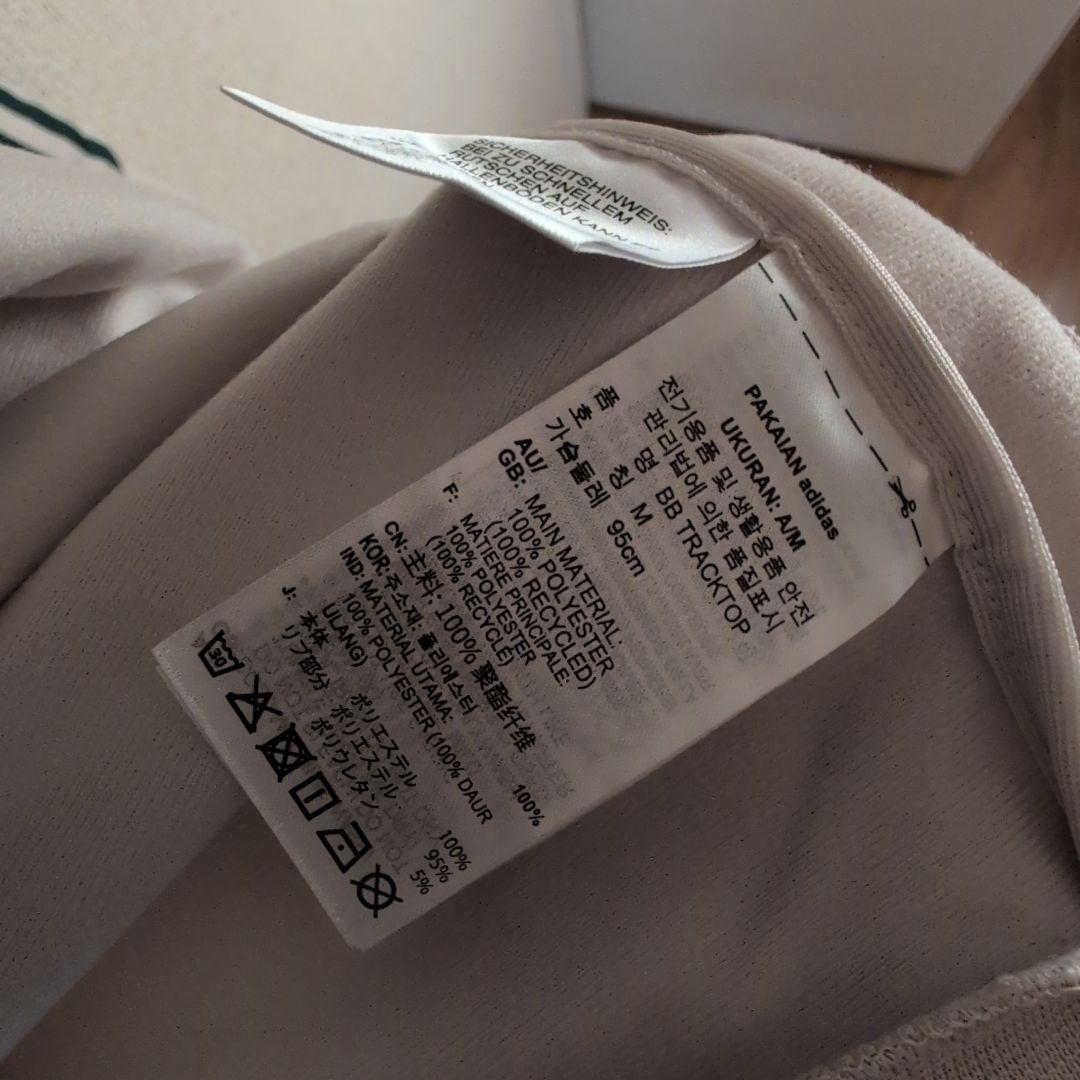 SICHERHEITSHINWEIS:
BEI ZU SCHNELLEM
RUTSCHEN AUF
KANN
PAKAIAN adidas
UKURAN: A/M
전기용품 및 생활용품 안전
관리법에 의한 품질표시
품 명 BB TRACKTOP
호 칭 M
가슴둘레 95cm
AU/
GB: MAIN MATERIAL
100% POLYESTER
(100% RECYCLED)
F: MATIERE PRINCIPALE:
100% POLYESTER
(100% RECYCLÉ)
CN: 主料: 100% 聚酯纤维
KOR: 주소재: 폴리에스터 100%
IND: MATERIAL UTAMA:
100% POLYESTER (100% DAUR
ULANG)
J: 本体 ポリエステル 100%
リブ部分 ポリエステル 95%
ポリウレタン 5%
30